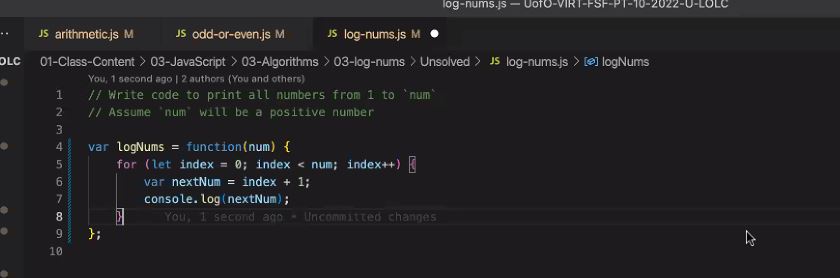 log-nums.js — UofO-VIRT-FSF-PT-10-2022-U-LOLC
JS arithmetic.js M JS odd-or-even.js M JS log-nums.js M
OLC 01-Class-Content > 03-JavaScript > 03-Algorithms > 03-log-nums > Unsolved > JS log-nums.js > logNums
You, 1 second ago | 2 authors (You and others)
1 // Write code to print all numbers from 1 to `num`
2 // Assume `num` will be a positive number
3
4 var logNums = function(num) {
5 for (let index = 0; index < num; index++) {
6 var nextNum = index + 1;
7 console.log(nextNum);
8 } You, 1 second ago • Uncommitted changes
9 };
10